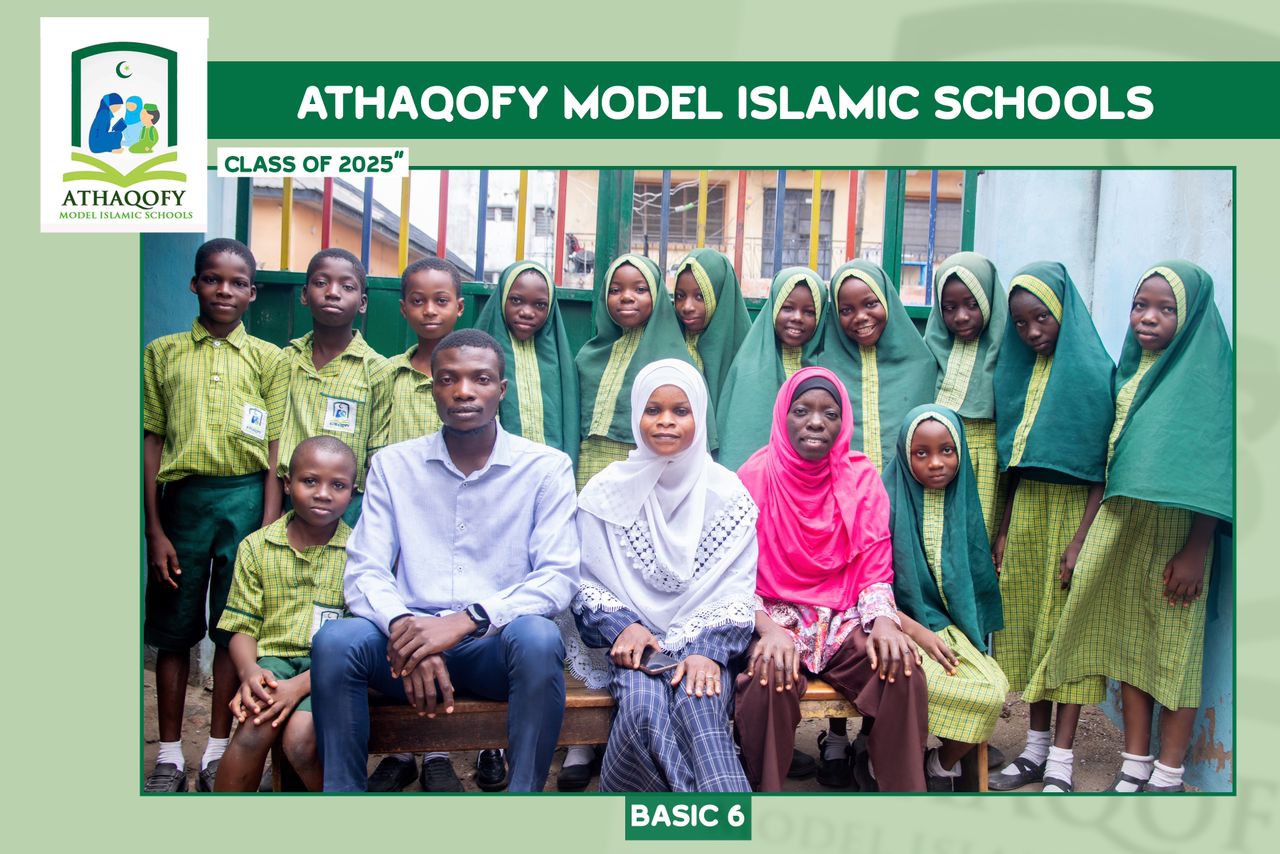 ATHAQOFY MODEL ISLAMIC SCHOOLS
CLASS OF 2025"
ATHAQOFY
MODEL ISLAMIC SCHOOLS
BASIC 6